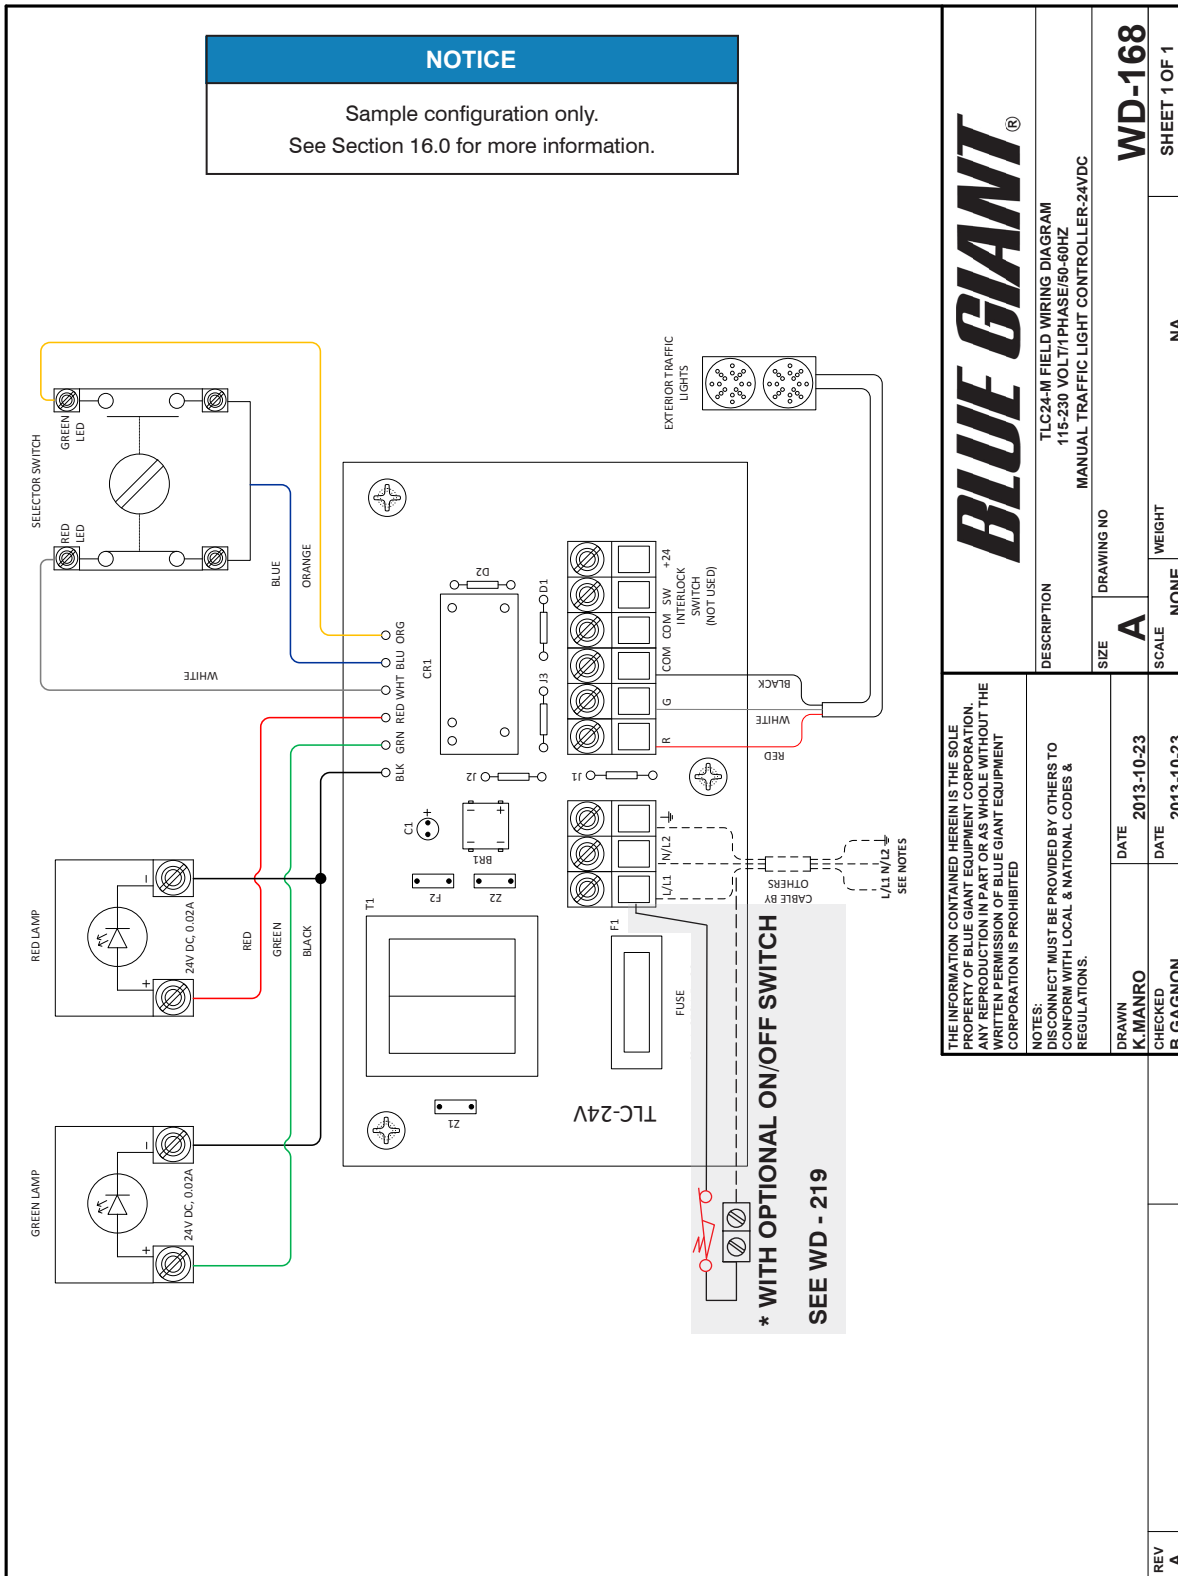 NOTICE
Sample configuration only.
See Section 16.0 for more information.
SELECTOR SWITCH
RED
LED
GREEN
LED
BLUE
ORANGE
WHITE
RED LAMP
24V DC, 0.02A
+
−
RED
GREEN
BLACK
GREEN LAMP
24V DC, 0.02A
+
−
BLK
GRN
RED
WHT
BLU
ORG
CR1
D2
D1
J3
J2
J1
C1
+
BR1
−
−
+
+
F2
Z2
T1
Z1
F1
FUSE
TLC-24V
L/L1
N/L2
R
G
COM
COM
SW
+24
INTERLOCK
SWITCH
(NOT USED)
RED
WHITE
BLACK
EXTERIOR TRAFFIC
LIGHTS
CABLE BY
OTHERS
L/L1 N/L2
SEE NOTES
* WITH OPTIONAL ON/OFF SWITCH
SEE WD - 219
THE INFORMATION CONTAINED HEREIN IS THE SOLE
PROPERTY OF BLUE GIANT EQUIPMENT CORPORATION.
ANY REPRODUCTION IN PART OR AS WHOLE WITHOUT THE
WRITTEN PERMISSION OF BLUE GIANT EQUIPMENT
CORPORATION IS PROHIBITED
NOTES:
DISCONNECT MUST BE PROVIDED BY OTHERS TO
CONFORM WITH LOCAL & NATIONAL CODES &
REGULATIONS.
DRAWN
K.MANRO
DATE
2013-10-23
CHECKED
B.GAGNON
DATE
2013-10-23
BLUE GIANT®
DESCRIPTION
TLC24-M FIELD WIRING DIAGRAM
115-230 VOLT/1PHASE/50-60HZ
MANUAL TRAFFIC LIGHT CONTROLLER-24VDC
SIZE
A
DRAWING NO
WD-168
SCALE
NONE
WEIGHT
NA
SHEET 1 OF 1
REV
A